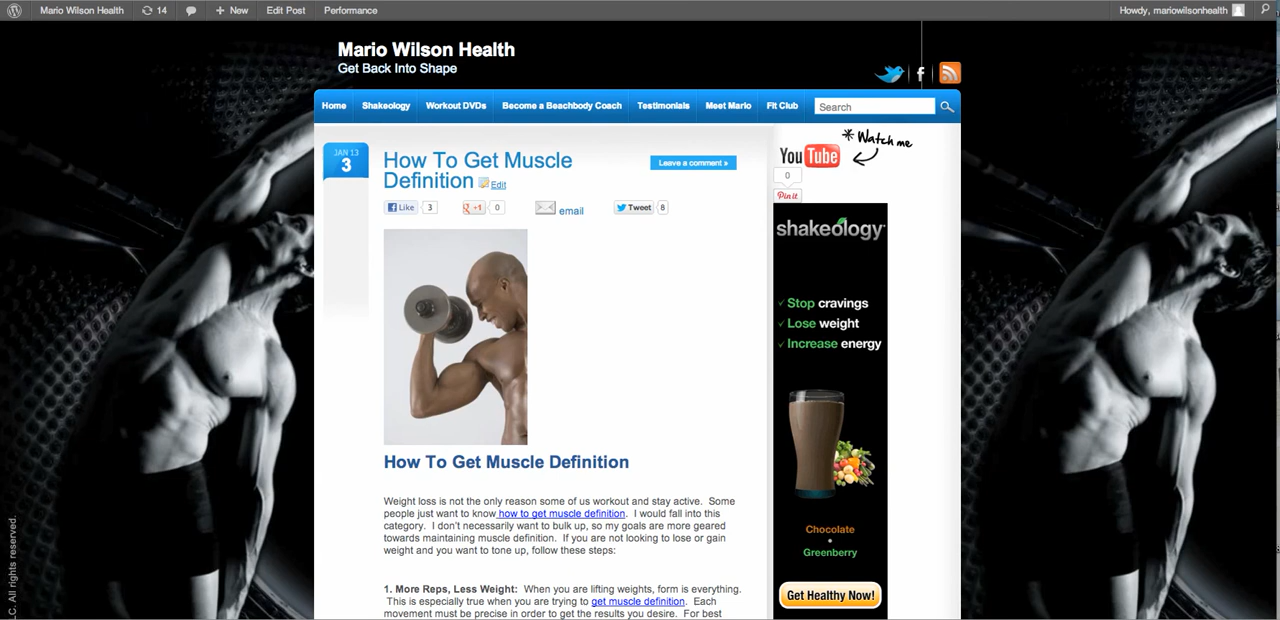 Mario Wilson Health
14
+ New
Edit Post
Performance
Howdy, mariowilsonhealth
Mario Wilson Health
Get Back Into Shape
Home
Shakeology
Workout DVDs
Become a Beachbody Coach
Testimonials
Meet Mario
Fit Club
Search
JAN 13
3
How To Get Muscle
Definition
Edit
Leave a comment »
Like
3
+1
0
email
Tweet
8
* Watch me
You Tube
0
Pin it
shakeology
✓ Stop cravings
✓ Lose weight
✓ Increase energy
Chocolate
•
Greenberry
Get Healthy Now!
How To Get Muscle Definition
Weight loss is not the only reason some of us workout and stay active. Some
people just want to know how to get muscle definition. I would fall into this
category. I don't necessarily want to bulk up, so my goals are more geared
towards maintaining muscle definition. If you are not looking to lose or gain
weight and you want to tone up, follow these steps:
1. More Reps, Less Weight: When you are lifting weights, form is everything.
This is especially true when you are trying to get muscle definition. Each
movement must be precise in order to get the results you desire. For best
LC. All rights reserved.